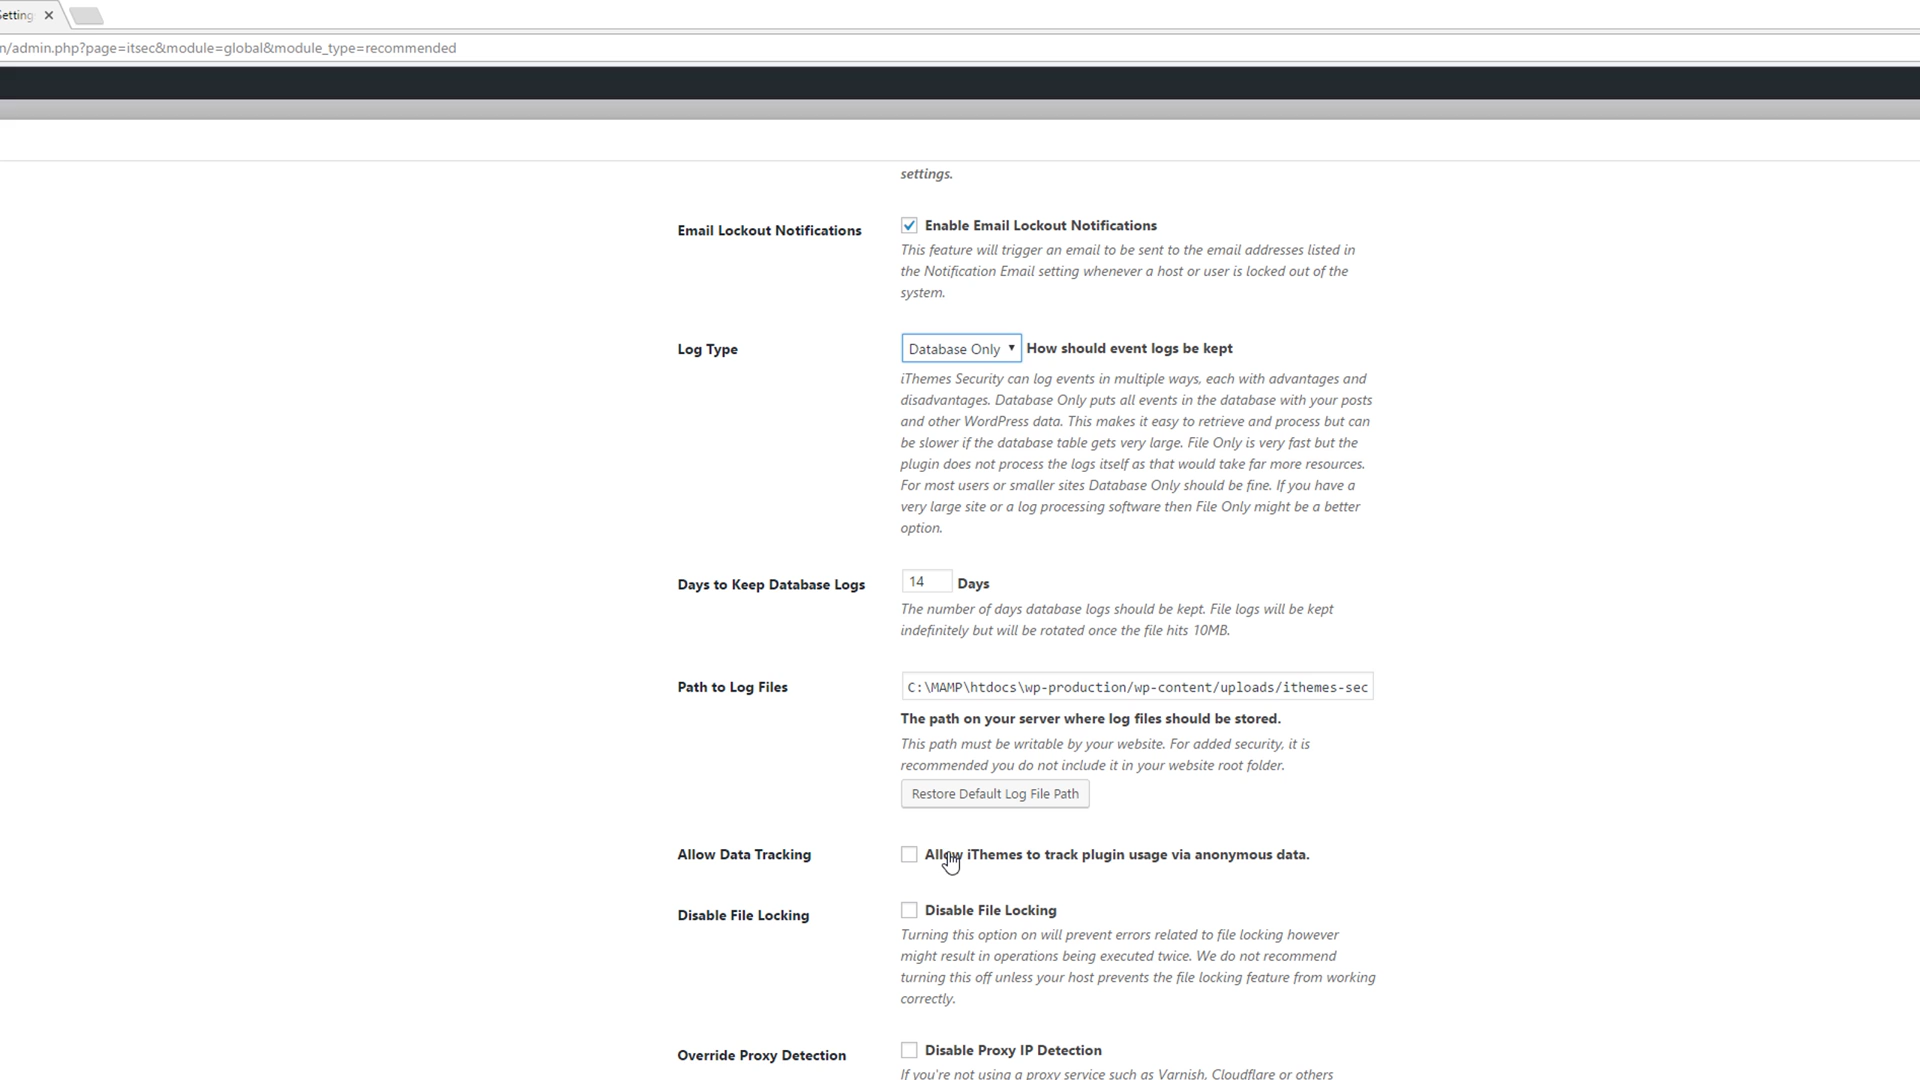 Setting
n/admin.php?page=itsec&module=global&module_type=recommended
settings.
Email Lockout Notifications
Enable Email Lockout Notifications
This feature will trigger an email to be sent to the email addresses listed in
the Notification Email setting whenever a host or user is locked out of the
system.
Log Type
Database Only
How should event logs be kept
iThemes Security can log events in multiple ways, each with advantages and
disadvantages. Database Only puts all events in the database with your posts
and other WordPress data. This makes it easy to retrieve and process but can
be slower if the database table gets very large. File Only is very fast but the
plugin does not process the logs itself as that would take far more resources.
For most users or smaller sites Database Only should be fine. If you have a
very large site or a log processing software then File Only might be a better
option.
Days to Keep Database Logs
14 Days
The number of days database logs should be kept. File logs will be kept
indefinitely but will be rotated once the file hits 10MB.
Path to Log Files
C:\MAMP\htdocs\wp-production/wp-content/uploads/ithemes-sec
The path on your server where log files should be stored.
This path must be writable by your website. For added security, it is
recommended you do not include it in your website root folder.
Restore Default Log File Path
Allow Data Tracking
Allow iThemes to track plugin usage via anonymous data.
Disable File Locking
Disable File Locking
Turning this option on will prevent errors related to file locking however
might result in operations being executed twice. We do not recommend
turning this off unless your host prevents the file locking feature from working
correctly.
Override Proxy Detection
Disable Proxy IP Detection
If you're not using a proxy service such as Varnish, Cloudflare or others